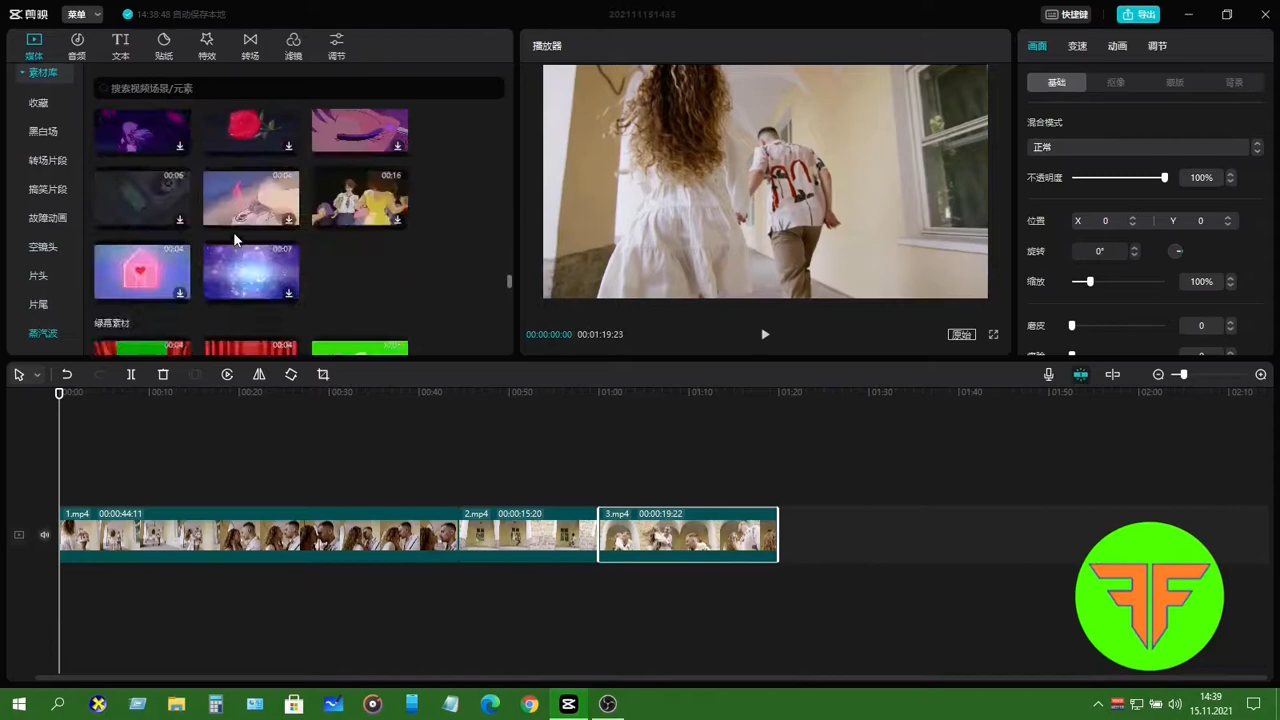 剪映 菜单 14:38:48 自动保存本地 202111151435 快捷键 导出
媒体 音频 文本 贴纸 特效 转场 滤镜 调节
素材库
搜索视频场景/元素
收藏
黑白场
转场片段
搞笑片段
故障动画
空镜头
片头
片尾
蒸汽波
00:06 00:04 00:16
00:04 00:07
绿幕素材
00:04 00:04
播放器
00:00:00:00 00:01:19:23 原始
画面 变速 动画 调节
基础 抠像 蒙版 背景
混合模式
正常
不透明度 100%
位置 X 0 Y 0
旋转 0°
缩放 100%
磨皮 0
00:00 00:10 00:20 00:30 00:40 00:50 01:00 01:10 01:20 01:30 01:40 01:50 02:00 02:10
1.mp4 00:00:44:11 2.mp4 00:00:15:20 3.mp4 00:00:19:22
FF
14:39
15.11.2021